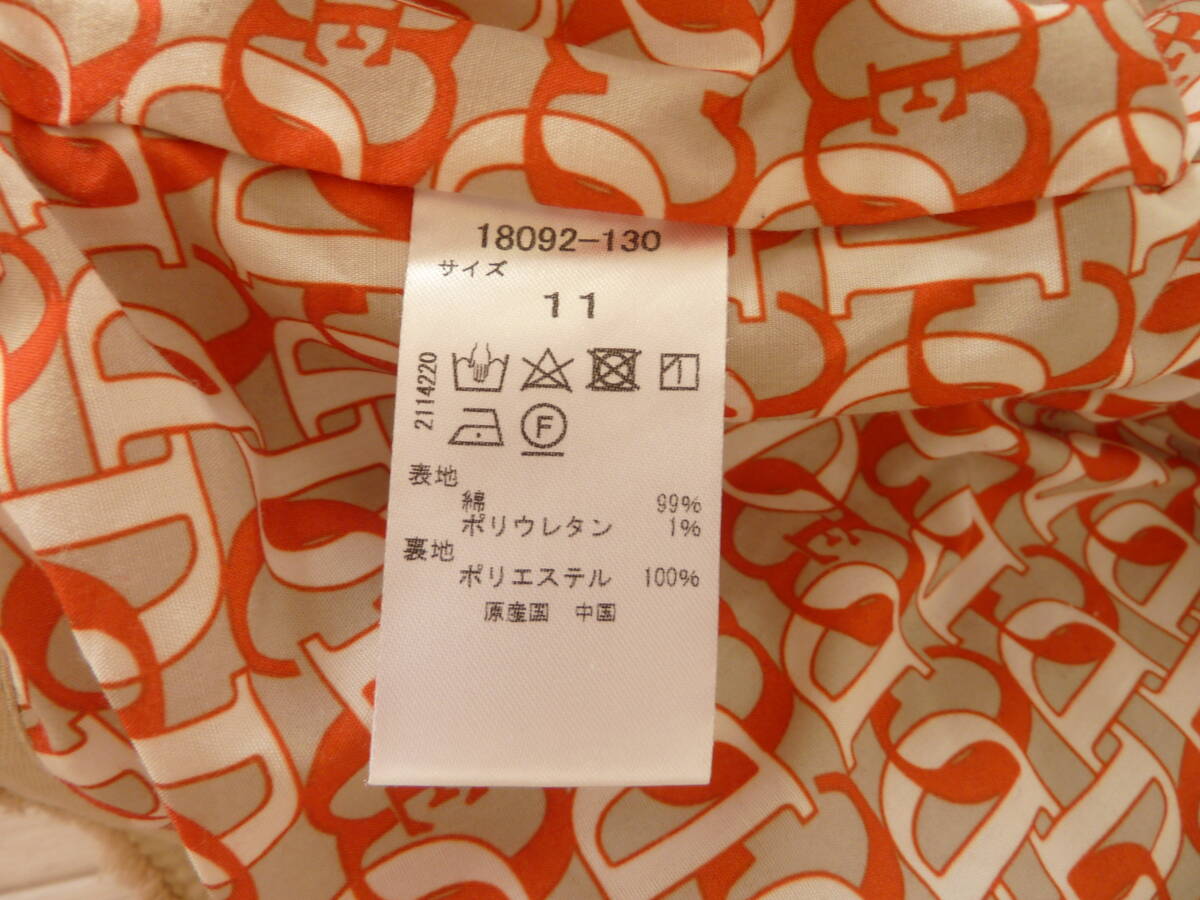 18092-130
サイズ
11
2114220
F
表地
綿 99%
ポリウレタン 1%
裏地
ポリエステル 100%
原産国 中国